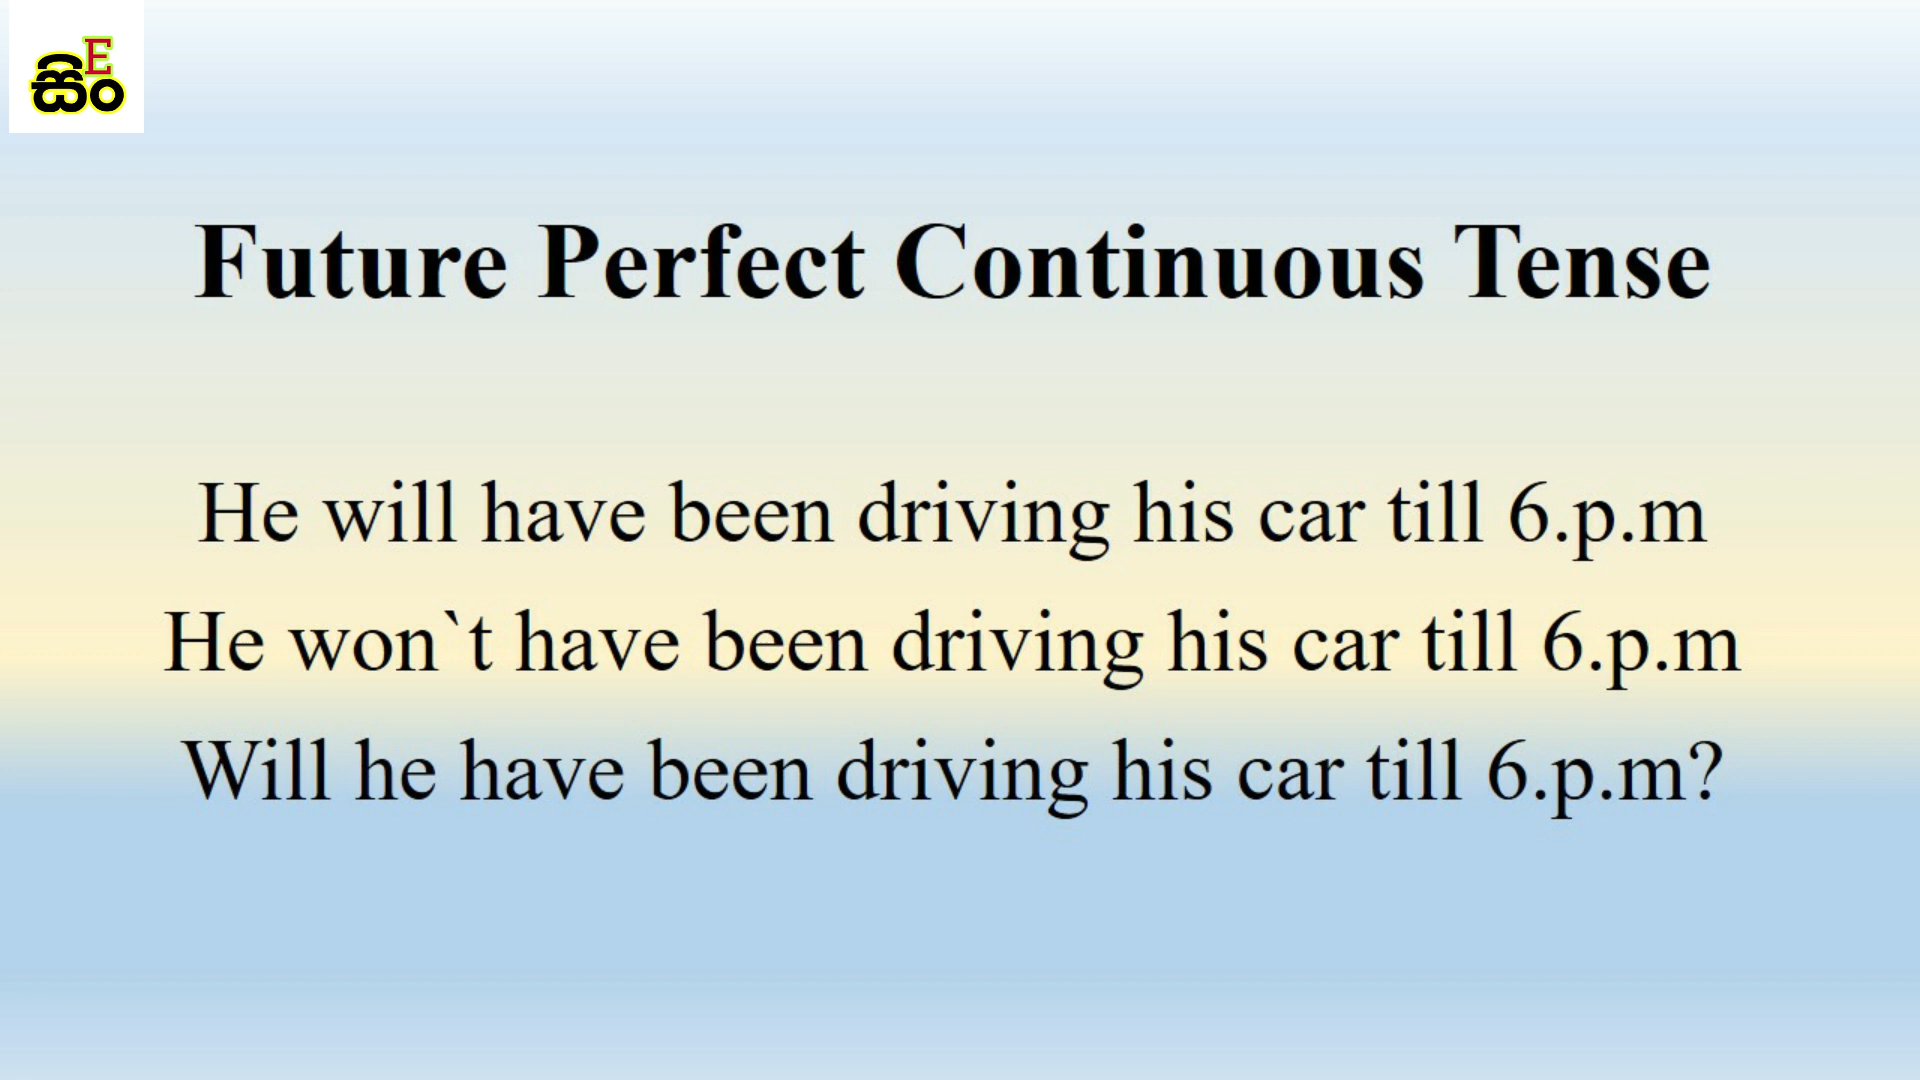 සිංE
Future Perfect Continuous Tense
He will have been driving his car till 6.p.m
He won`t have been driving his car till 6.p.m
Will he have been driving his car till 6.p.m?